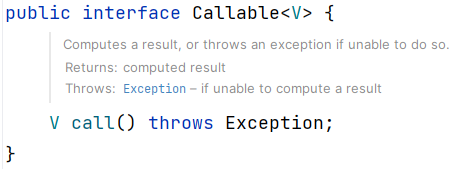 public interface Callable<V> {
Computes a result, or throws an exception if unable to do so.
Returns: computed result
Throws: Exception – if unable to compute a result
V call() throws Exception;
}